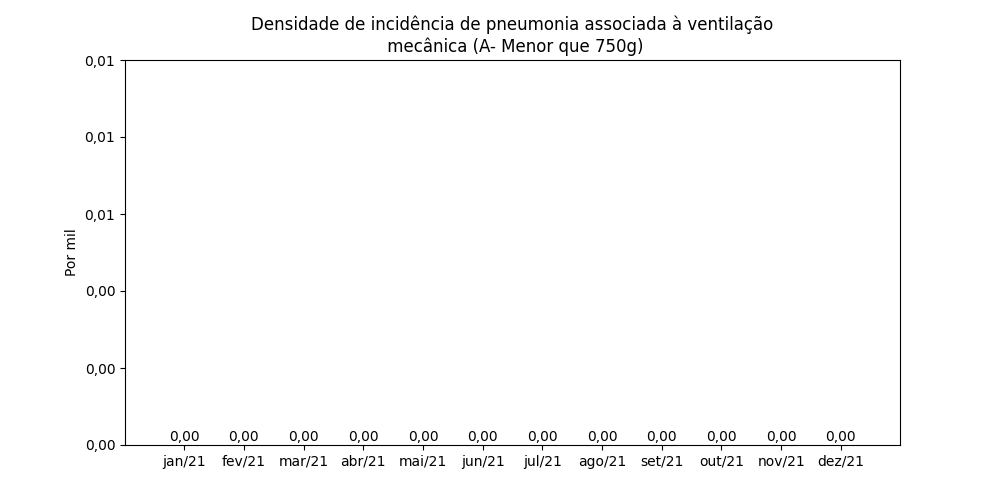 Densidade de incidência de pneumonia associada à ventilação
mecânica (A- Menor que 750g)
0,01
0,01
0,01
Por mil
0,00
0,00
0,00
0,00 0,00 0,00 0,00 0,00 0,00 0,00 0,00 0,00 0,00 0,00 0,00
jan/21 fev/21 mar/21 abr/21 mai/21 jun/21 jul/21 ago/21 set/21 out/21 nov/21 dez/21